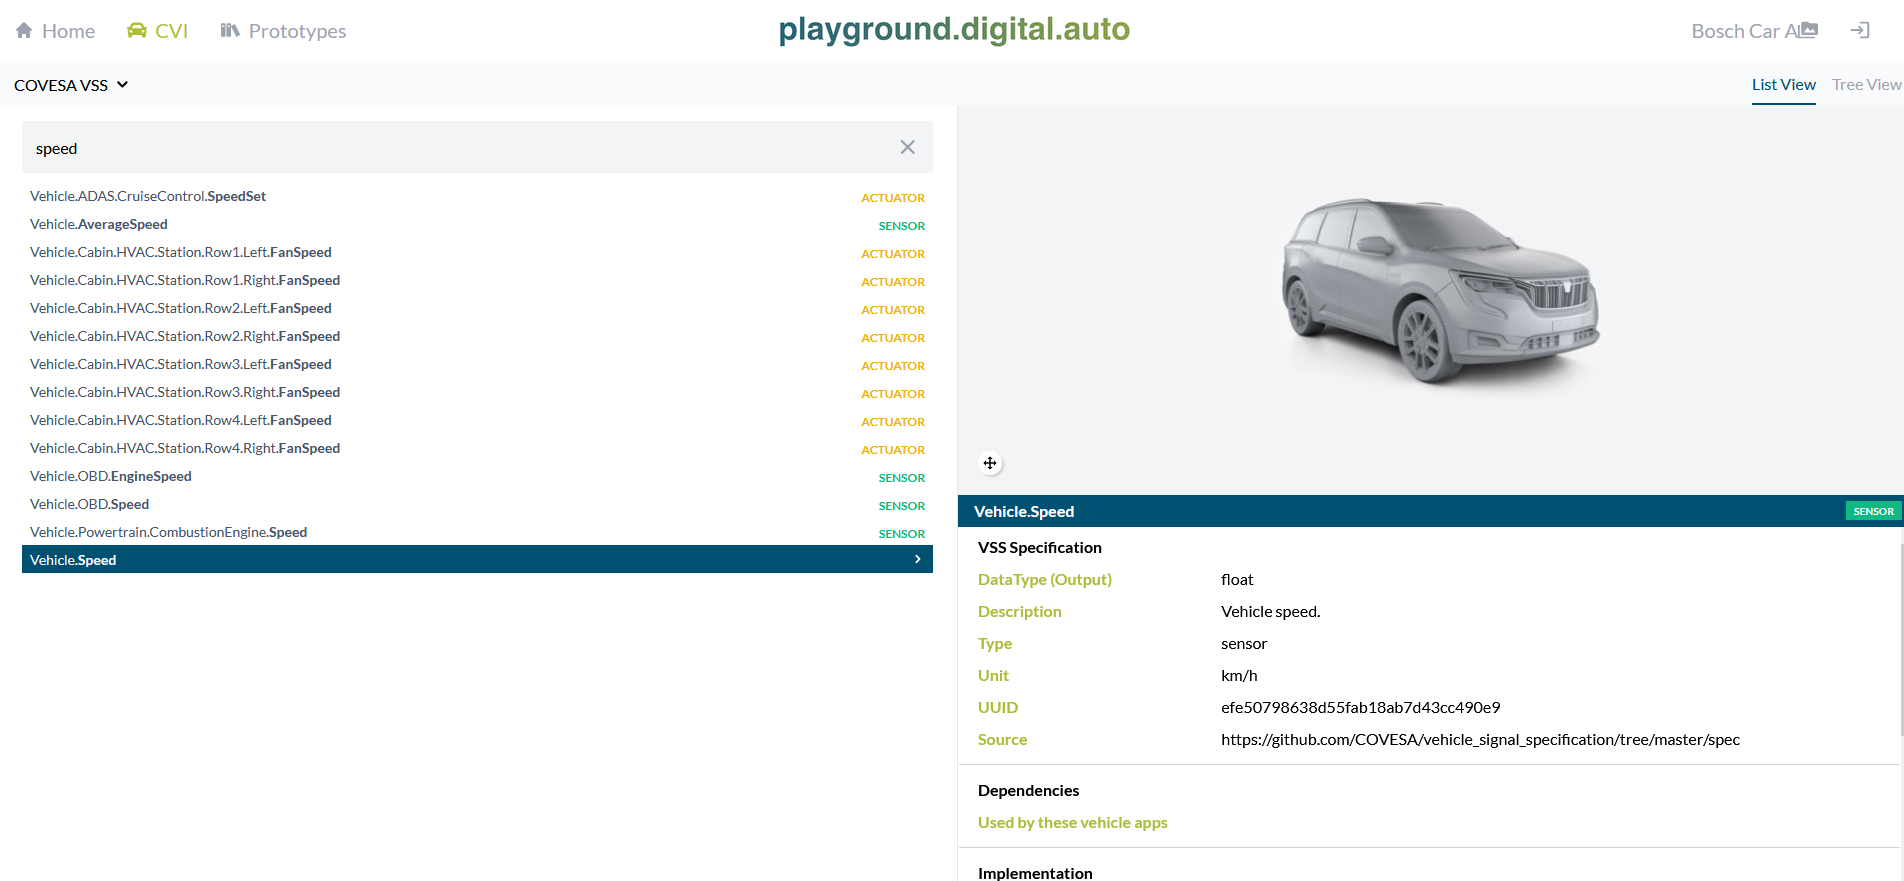 Home CVI Prototypes playground.digital.auto Bosch Car A
COVESA VSS List View Tree View
speed
Vehicle.ADAS.CruiseControl.SpeedSet ACTUATOR
Vehicle.AverageSpeed SENSOR
Vehicle.Cabin.HVAC.Station.Row1.Left.FanSpeed ACTUATOR
Vehicle.Cabin.HVAC.Station.Row1.Right.FanSpeed ACTUATOR
Vehicle.Cabin.HVAC.Station.Row2.Left.FanSpeed ACTUATOR
Vehicle.Cabin.HVAC.Station.Row2.Right.FanSpeed ACTUATOR
Vehicle.Cabin.HVAC.Station.Row3.Left.FanSpeed ACTUATOR
Vehicle.Cabin.HVAC.Station.Row3.Right.FanSpeed ACTUATOR
Vehicle.Cabin.HVAC.Station.Row4.Left.FanSpeed ACTUATOR
Vehicle.Cabin.HVAC.Station.Row4.Right.FanSpeed ACTUATOR
Vehicle.OBD.EngineSpeed SENSOR
Vehicle.OBD.Speed SENSOR
Vehicle.Powertrain.CombustionEngine.Speed SENSOR
Vehicle.Speed
Vehicle.Speed SENSOR
VSS Specification
DataType (Output) float
Description Vehicle speed.
Type sensor
Unit km/h
UUID efe50798638d55fab18ab7d43cc490e9
Source https://github.com/COVESA/vehicle_signal_specification/tree/master/spec
Dependencies
Used by these vehicle apps
Implementation